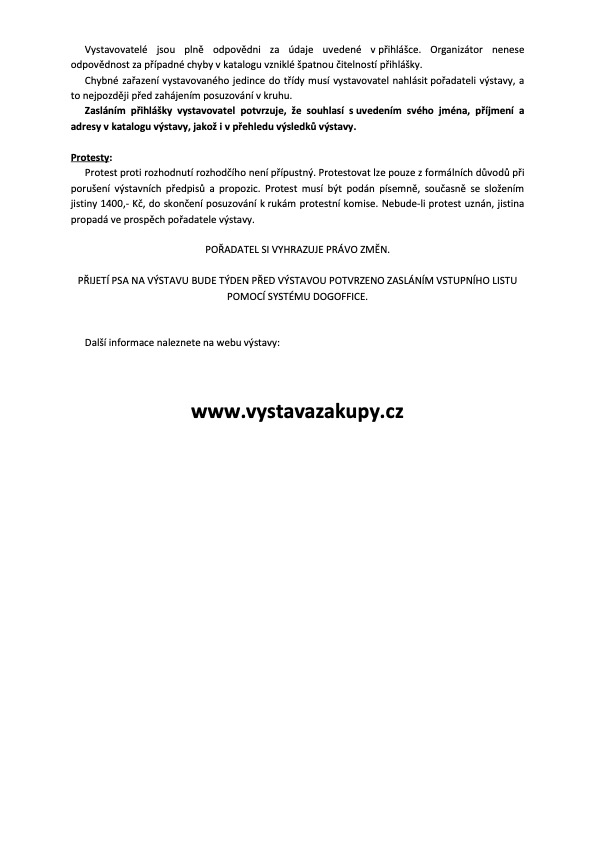 Vystavovatelé jsou plně odpovědni za údaje uvedené v přihlášce. Organizátor nenese
odpovědnost za případné chyby v katalogu vzniklé špatnou čitelností přihlášky.
Chybné zařazení vystavovaného jedince do třídy musí vystavovatel nahlásit pořadateli výstavy, a
to nejpozději před zahájením posuzování v kruhu.
Zasláním přihlášky vystavovatel potvrzuje, že souhlasí s uvedením svého jména, příjmení a
adresy v katalogu výstavy, jakož i v přehledu výsledků výstavy.
Protesty:
Protest proti rozhodnutí rozhodčího není přípustný. Protestovat lze pouze z formálních důvodů při
porušení výstavních předpisů a propozic. Protest musí být podán písemně, současně se složením
jistiny 1400,- Kč, do skončení posuzování k rukám protestní komise. Nebude-li protest uznán, jistina
propadá ve prospěch pořadatele výstavy.
POŘADATEL SI VYHRAZUJE PRÁVO ZMĚN.
PŘIJETÍ PSA NA VÝSTAVU BUDE TÝDEN PŘED VÝSTAVOU POTVRZENO ZASLÁNÍM VSTUPNÍHO LISTU
POMOCÍ SYSTÉMU DOGOFFICE.
Další informace naleznete na webu výstavy:
www.vystavazakupy.cz